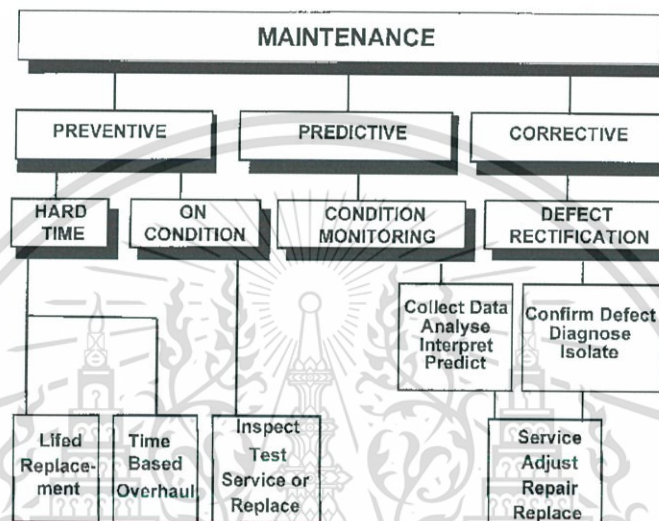 MAINTENANCE
PREVENTIVE
PREDICTIVE
CORRECTIVE
HARD
TIME
ON
CONDITION
CONDITION
MONITORING
DEFECT
RECTIFICATION
Collect Data
Analyse
Interpret
Predict
Confirm Defect
Diagnose
Isolate
Lifed
Replace-
ment
Time
Based
Overhaul
Inspect
Test
Service or
Replace
Service
Adjust
Repair
Replace